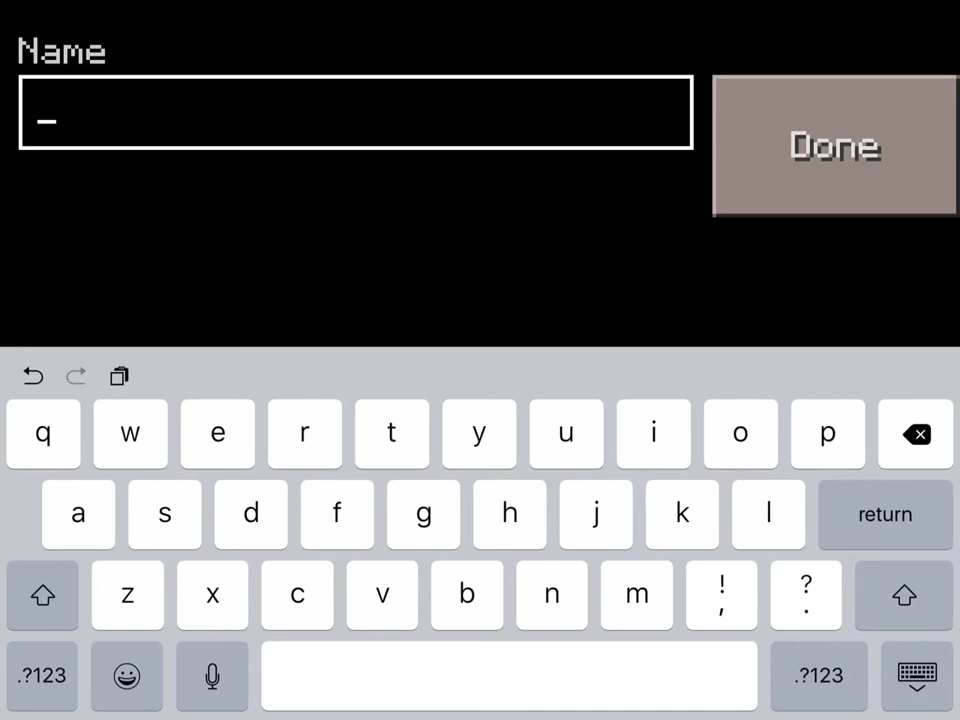 Name
_
Done
q w e r t y u i o p
a s d f g h j k l return
z x c v b n m ! , ? .
.?123 .?123